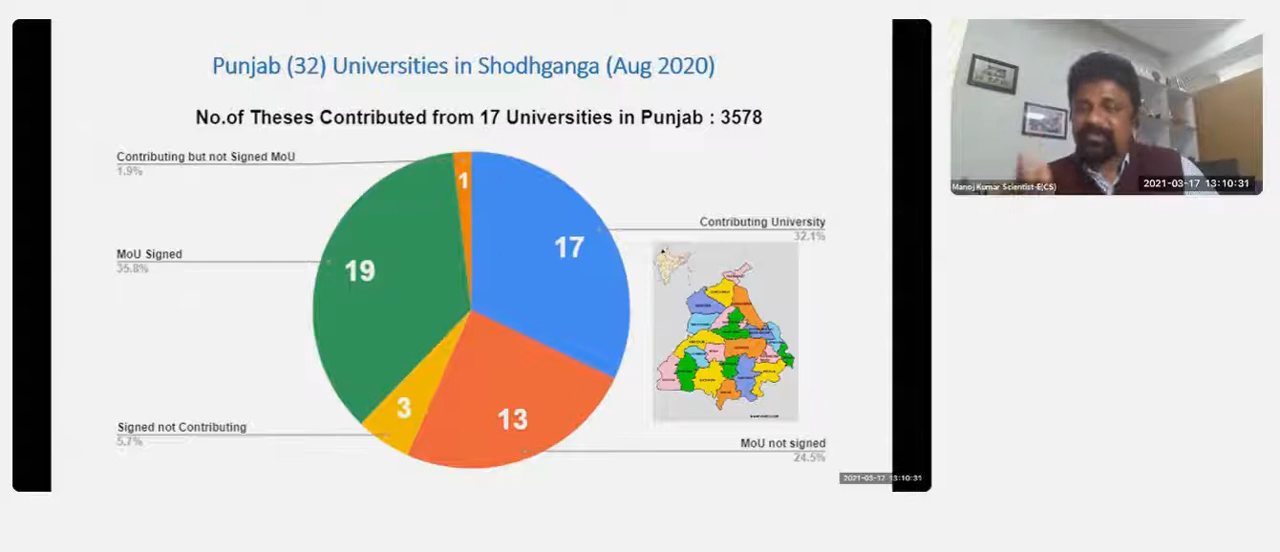 Punjab (32) Universities in Shodhganga (Aug 2020)
No.of Theses Contributed from 17 Universities in Punjab : 3578
Contributing but not Signed MoU
1.9%
1
Contributing University
32.1%
17
MoU Signed
35.8%
19
Signed not Contributing
5.7%
3
13
MoU not signed
24.5%
2021-03-17 13:10:31
Manoj Kumar Scientist-E(CS)
2021-03-17 13:10:31